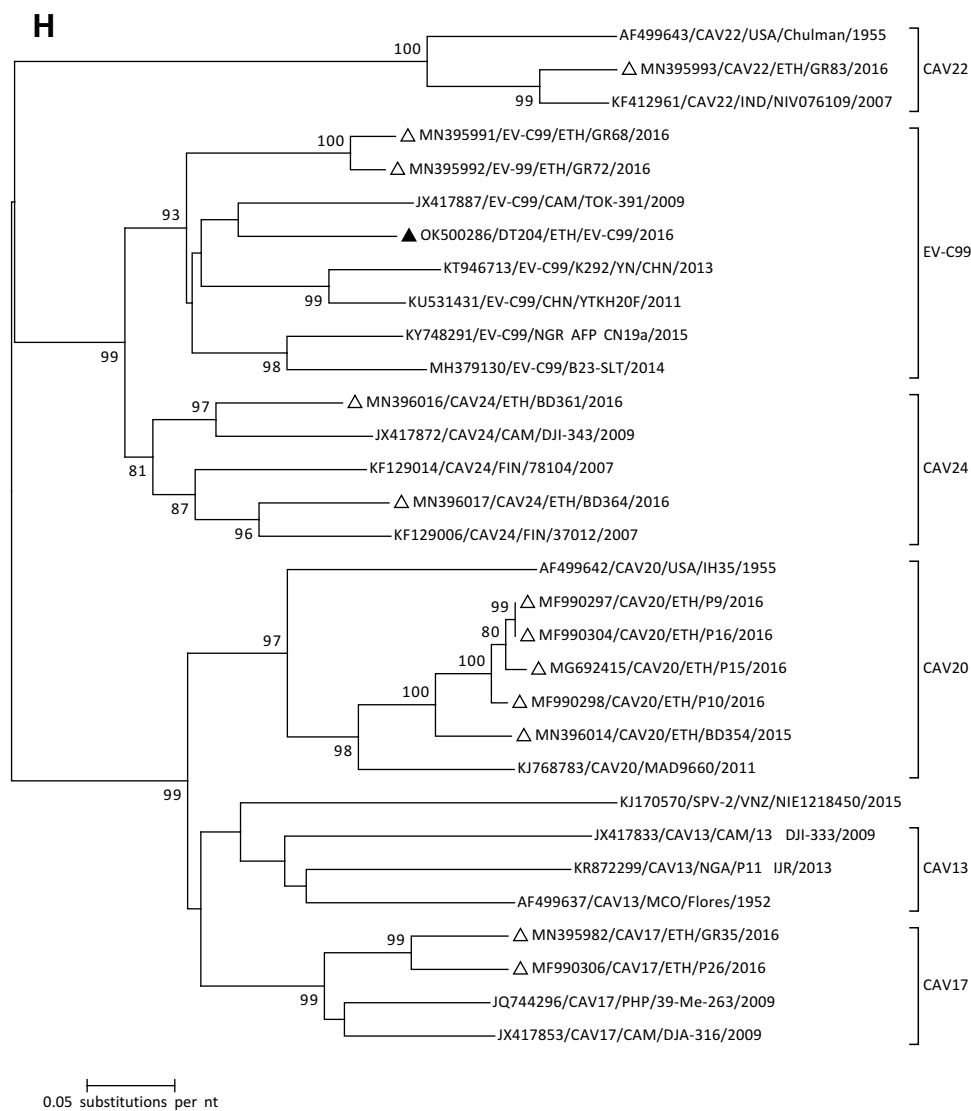 H
AF499643/CAV22/USA/Chulman/1955
100
MN395993/CAV22/ETH/GR83/2016
CAV22
99
KF412961/CAV22/IND/NIV076109/2007
MN395991/EV-C99/ETH/GR68/2016
100
MN395992/EV-99/ETH/GR72/2016
JX417887/EV-C99/CAM/TOK-391/2009
93
OK500286/DT204/ETH/EV-C99/2016
EV-C99
KT946713/EV-C99/K292/YN/CHN/2013
99
KU531431/EV-C99/CHN/YTKH20F/2011
KY748291/EV-C99/NGR AFP CN19a/2015
99
98
MH379130/EV-C99/B23-SLT/2014
97
MN396016/CAV24/ETH/BD361/2016
JX417872/CAV24/CAM/DJI-343/2009
81
KF129014/CAV24/FIN/78104/2007
CAV24
87
MN396017/CAV24/ETH/BD364/2016
96
KF129006/CAV24/FIN/37012/2007
AF499642/CAV20/USA/IH35/1955
99
MF990297/CAV20/ETH/P9/2016
97
80
MF990304/CAV20/ETH/P16/2016
100
MG692415/CAV20/ETH/P15/2016
CAV20
100
MF990298/CAV20/ETH/P10/2016
98
MN396014/CAV20/ETH/BD354/2015
KJ768783/CAV20/MAD9660/2011
99
KJ170570/SPV-2/VNZ/NIE1218450/2015
JX417833/CAV13/CAM/13 DJI-333/2009
KR872299/CAV13/NGA/P11 IJR/2013
CAV13
AF499637/CAV13/MCO/Flores/1952
99
MN395982/CAV17/ETH/GR35/2016
MF990306/CAV17/ETH/P26/2016
CAV17
99
JQ744296/CAV17/PHP/39-Me-263/2009
JX417853/CAV17/CAM/DJA-316/2009
0.05 substitutions per nt